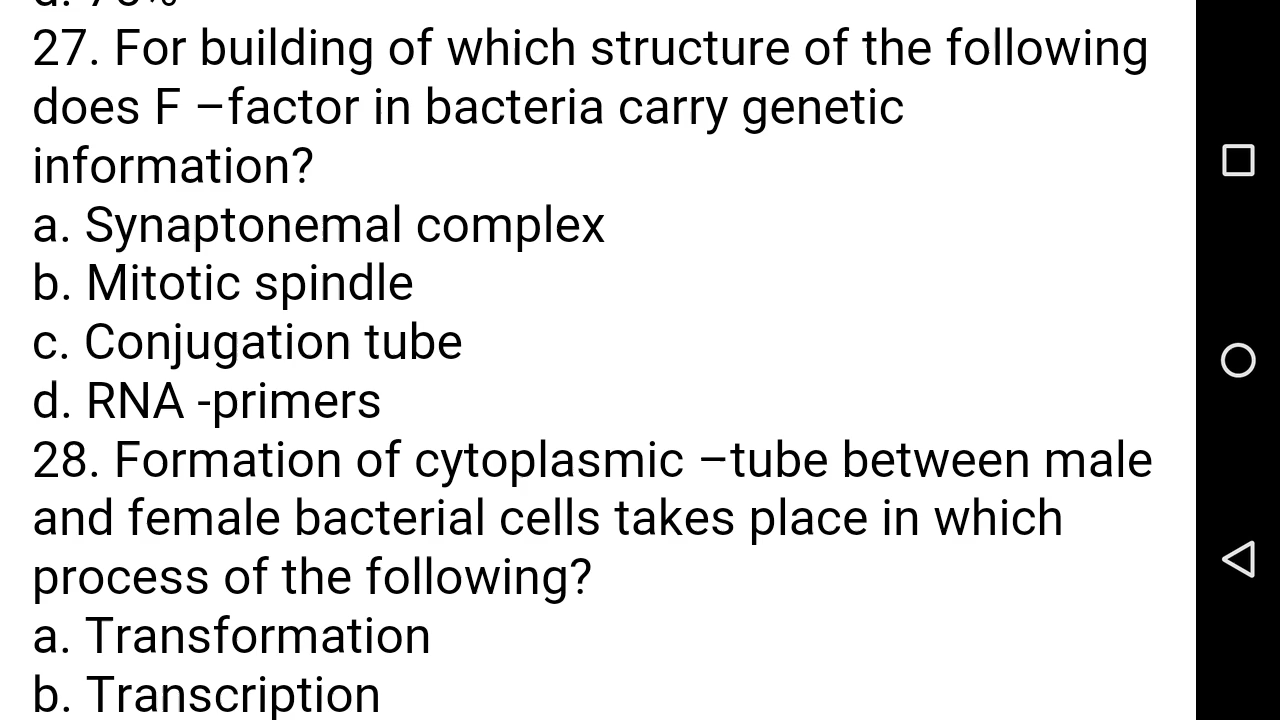 27. For building of which structure of the following
does F –factor in bacteria carry genetic
information?
a. Synaptonemal complex
b. Mitotic spindle
c. Conjugation tube
d. RNA -primers
28. Formation of cytoplasmic –tube between male
and female bacterial cells takes place in which
process of the following?
a. Transformation
b. Transcription